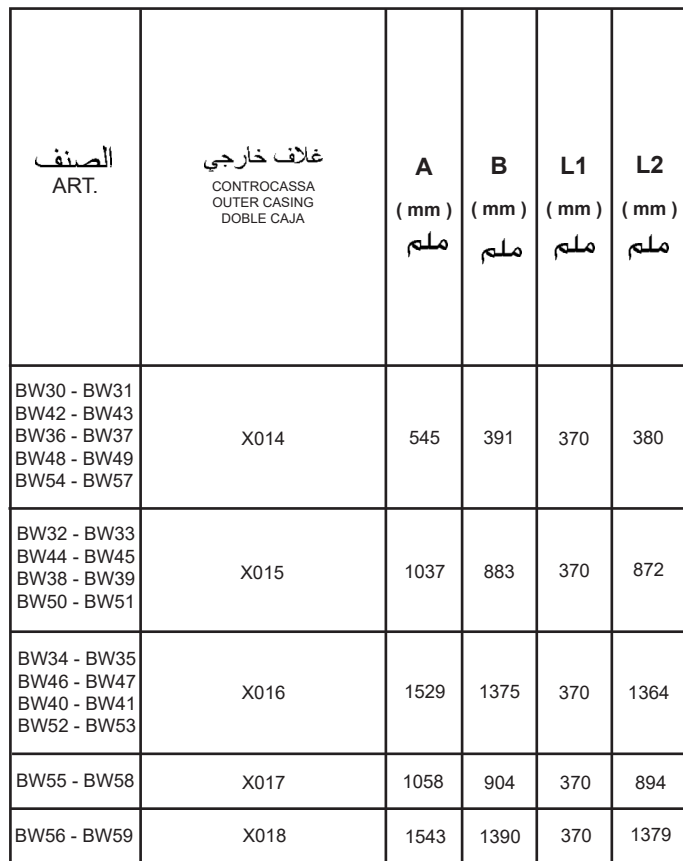 الصنف
ART.
غلاف خارجي
CONTROCASSA
OUTER CASING
DOBLE CAJA
A
( mm )
ملم
B
( mm )
ملم
L1
( mm )
ملم
L2
( mm )
ملم
BW30 - BW31
BW42 - BW43
BW36 - BW37
BW48 - BW49
BW54 - BW57
X014
545
391
370
380
BW32 - BW33
BW44 - BW45
BW38 - BW39
BW50 - BW51
X015
1037
883
370
872
BW34 - BW35
BW46 - BW47
BW40 - BW41
BW52 - BW53
X016
1529
1375
370
1364
BW55 - BW58
X017
1058
904
370
894
BW56 - BW59
X018
1543
1390
370
1379